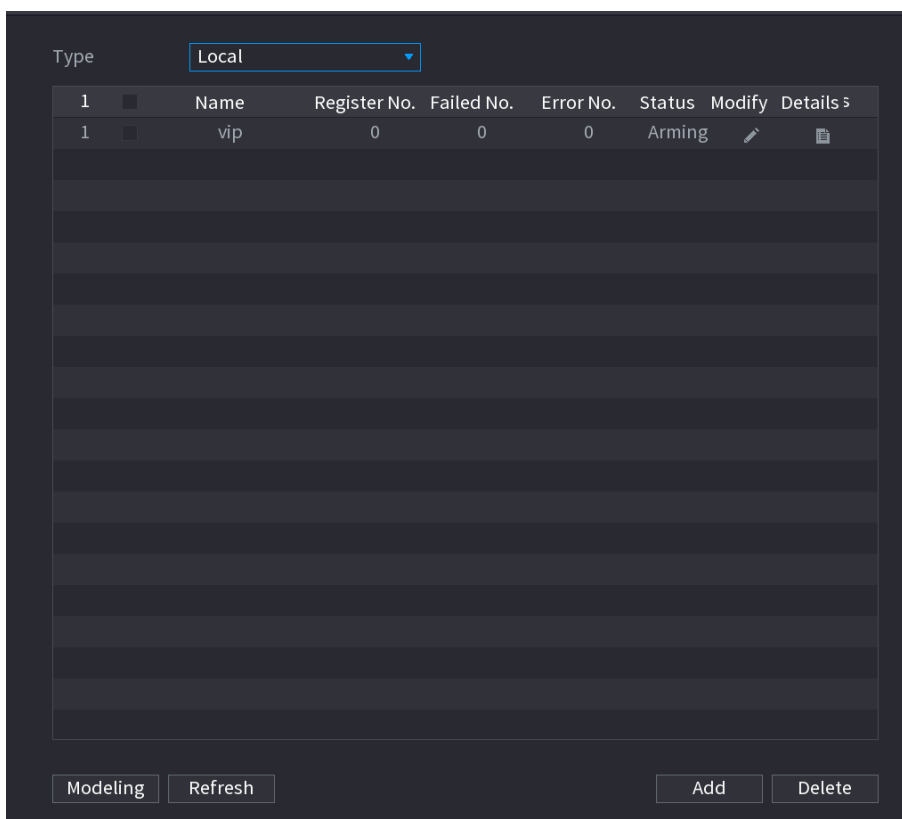 Type Local
1 Name Register No. Failed No. Error No. Status Modify Details s
1 vip 0 0 0 Arming
Modeling Refresh Add Delete